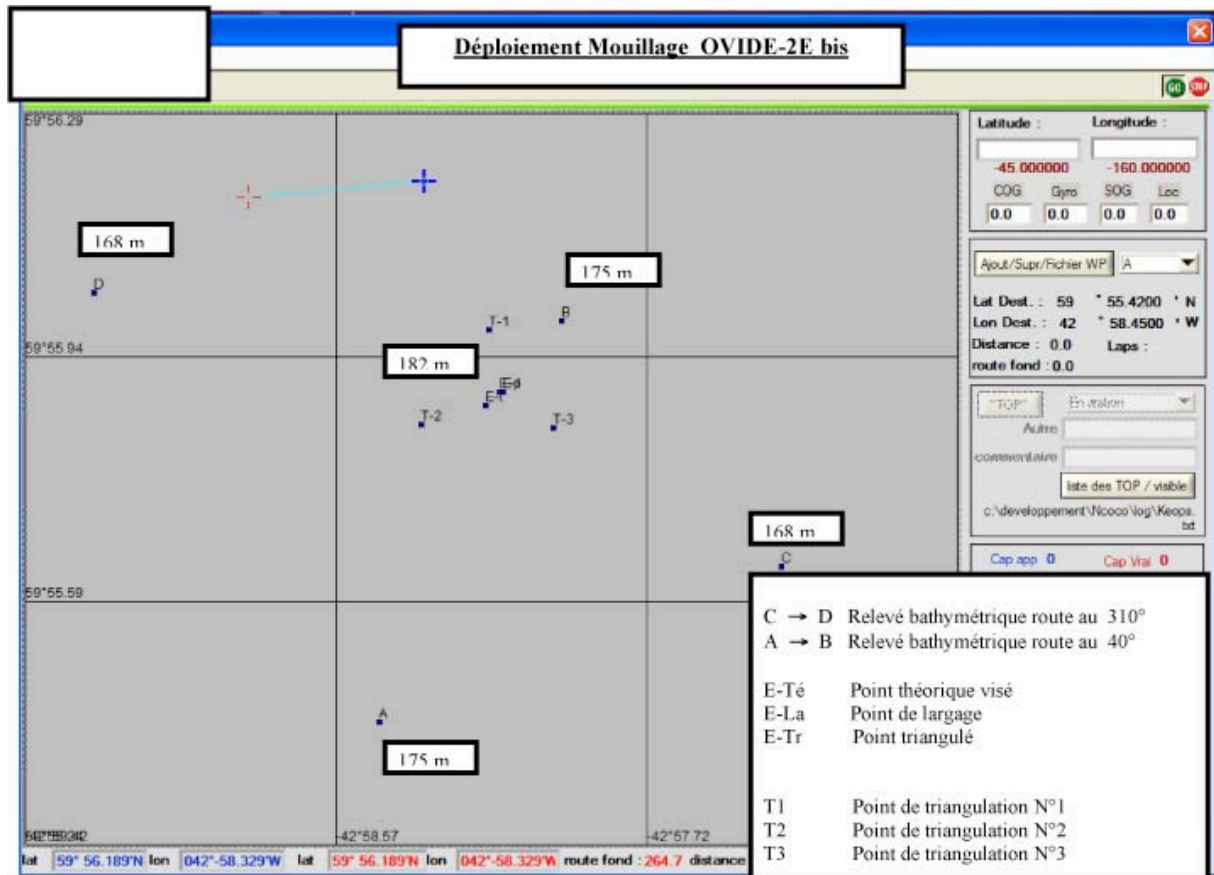 Déploiement Mouillage OVIDE-2E bis
GO STOP
59°56.29
168 m
D
175 m
B
T-1
59°55.94
182 m
T-2
T-3
168 m
C
59°55.59
A
175 m
-42°58.57
-42°57.72
lat 59° 56.189'N lon 042°-58.329'W lat 59° 56.189'N lon 042°-58.329'W route fond : 264.7 distance
Latitude : Longitude :
-45.000000 -160.000000
COG Gyro SOG Loc
0.0 0.0 0.0 0.0
Ajout/Supr/Fichier WP A
Lat Dest. : 59 ° 55.4200 ' N
Lon Dest. : 42 ° 58.4500 ' W
Distance : 0.0 Laps :
route fond : 0.0
"TOP" En station
Autre
commentaire
liste des TOP / visible
c:\developpement\Ncoco\log\Keops.
txt
Cap app 0 Cap Vrai 0
C → D Relevé bathymétrique route au 310°
A → B Relevé bathymétrique route au 40°
E-Té Point théorique visé
E-La Point de largage
E-Tr Point triangulé
T1 Point de triangulation N°1
T2 Point de triangulation N°2
T3 Point de triangulation N°3